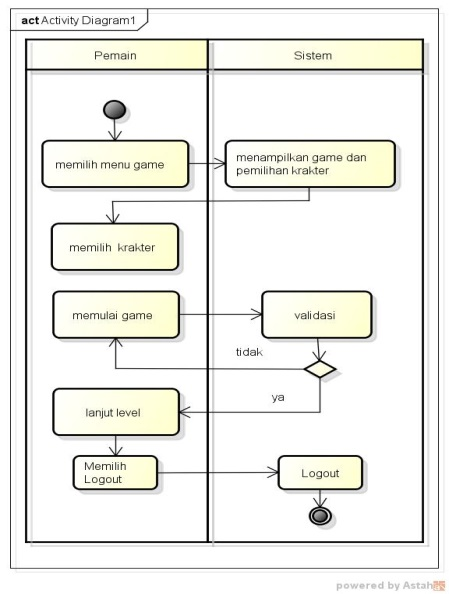 act Activity Diagram1
Pemain
Sistem
memilih menu game
menampilkan game dan
pemilihan krakter
memilih krakter
memulai game
validasi
tidak
ya
lanjut level
Memilih
Logout
Logout
powered by Astah